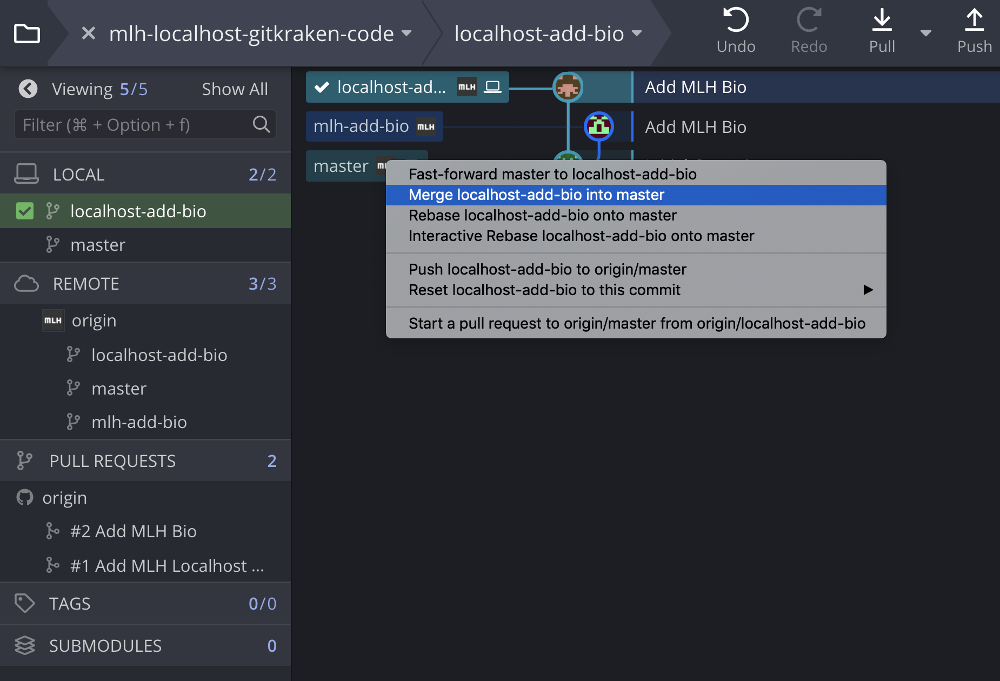 mlh-localhost-gitkraken-code
localhost-add-bio
Undo
Redo
Pull
Push
Viewing 5/5 Show All
Filter (⌘ + Option + f)
LOCAL 2/2
localhost-add-bio
master
REMOTE 3/3
MLH origin
localhost-add-bio
master
mlh-add-bio
PULL REQUESTS 2
origin
#2 Add MLH Bio
#1 Add MLH Localhost ...
TAGS 0/0
SUBMODULES 0
localhost-ad... MLH Add MLH Bio
mlh-add-bio MLH Add MLH Bio
master
Fast-forward master to localhost-add-bio
Merge localhost-add-bio into master
Rebase localhost-add-bio onto master
Interactive Rebase localhost-add-bio onto master
Push localhost-add-bio to origin/master
Reset localhost-add-bio to this commit
Start a pull request to origin/master from origin/localhost-add-bio